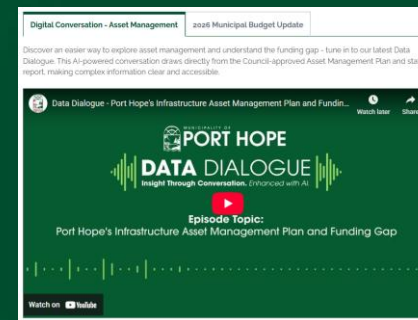 Digital Conversation - Asset Management
2026 Municipal Budget Update
Discover an easier way to explore asset management and understand the funding gap - tune in to our latest Data
Dialogue. This AI-powered conversation draws directly from the Council-approved Asset Management Plan and
report, making complex information clear and accessible.
Data Dialogue - Port Hope's Infrastructure Asset Management Plan and Fundin...
Watch later
Share
MUNICIPALITY OF
PORT HOPE
DATA DIALOGUE
Insight Through Conversation. Enhanced with AI.
Episode Topic:
Port Hope's Infrastructure Asset Management Plan and Funding Gap
Watch on YouTube